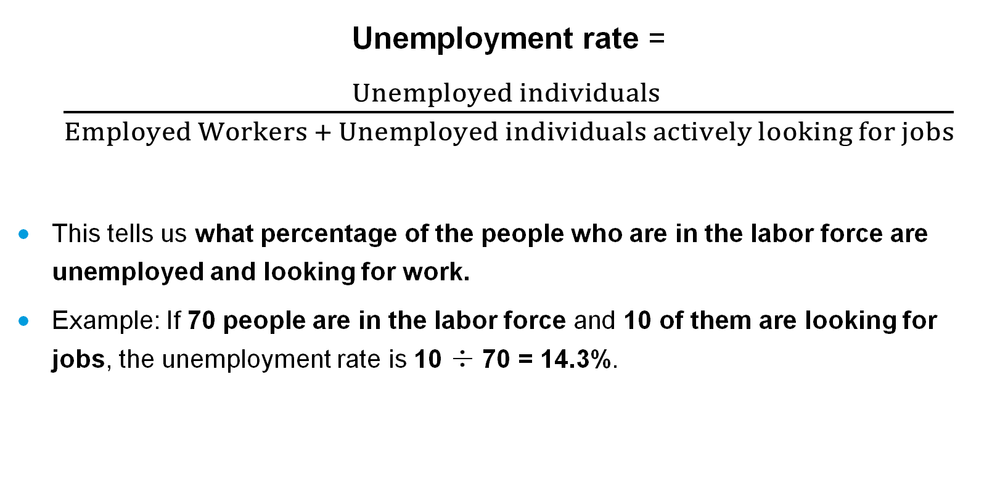 Unemployment rate =
Unemployed individuals
Employed Workers + Unemployed individuals actively looking for jobs
• This tells us what percentage of the people who are in the labor force are
unemployed and looking for work.
• Example: If 70 people are in the labor force and 10 of them are looking for
jobs, the unemployment rate is 10 ÷ 70 = 14.3%.